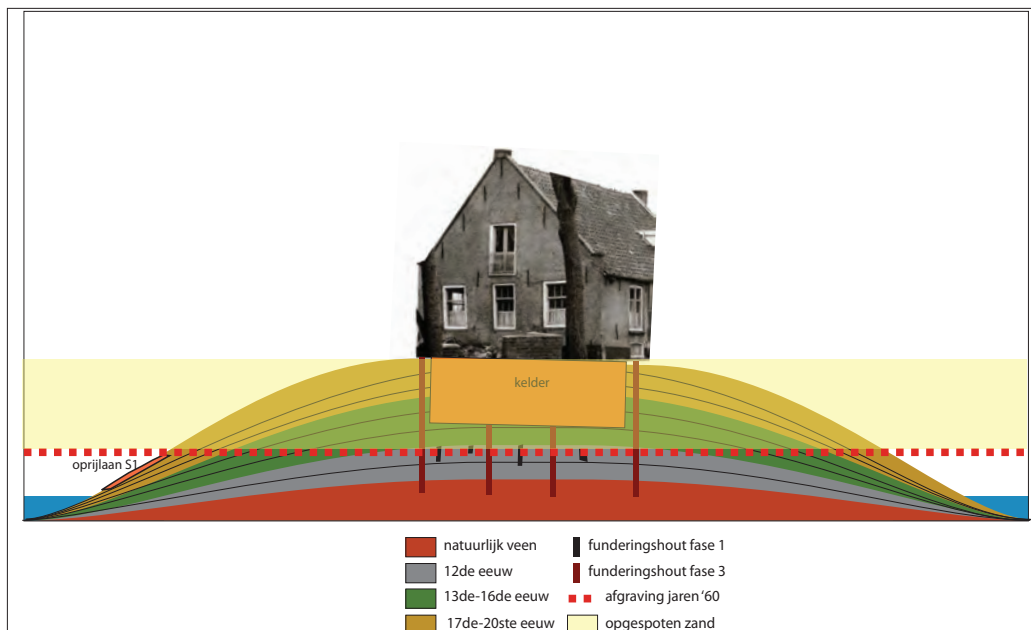 kelder
oprijlaan S1
natuurlijk veen
12de eeuw
13de-16de eeuw
17de-20ste eeuw
funderingshout fase 1
funderingshout fase 3
afgraving jaren '60
opgespoten zand